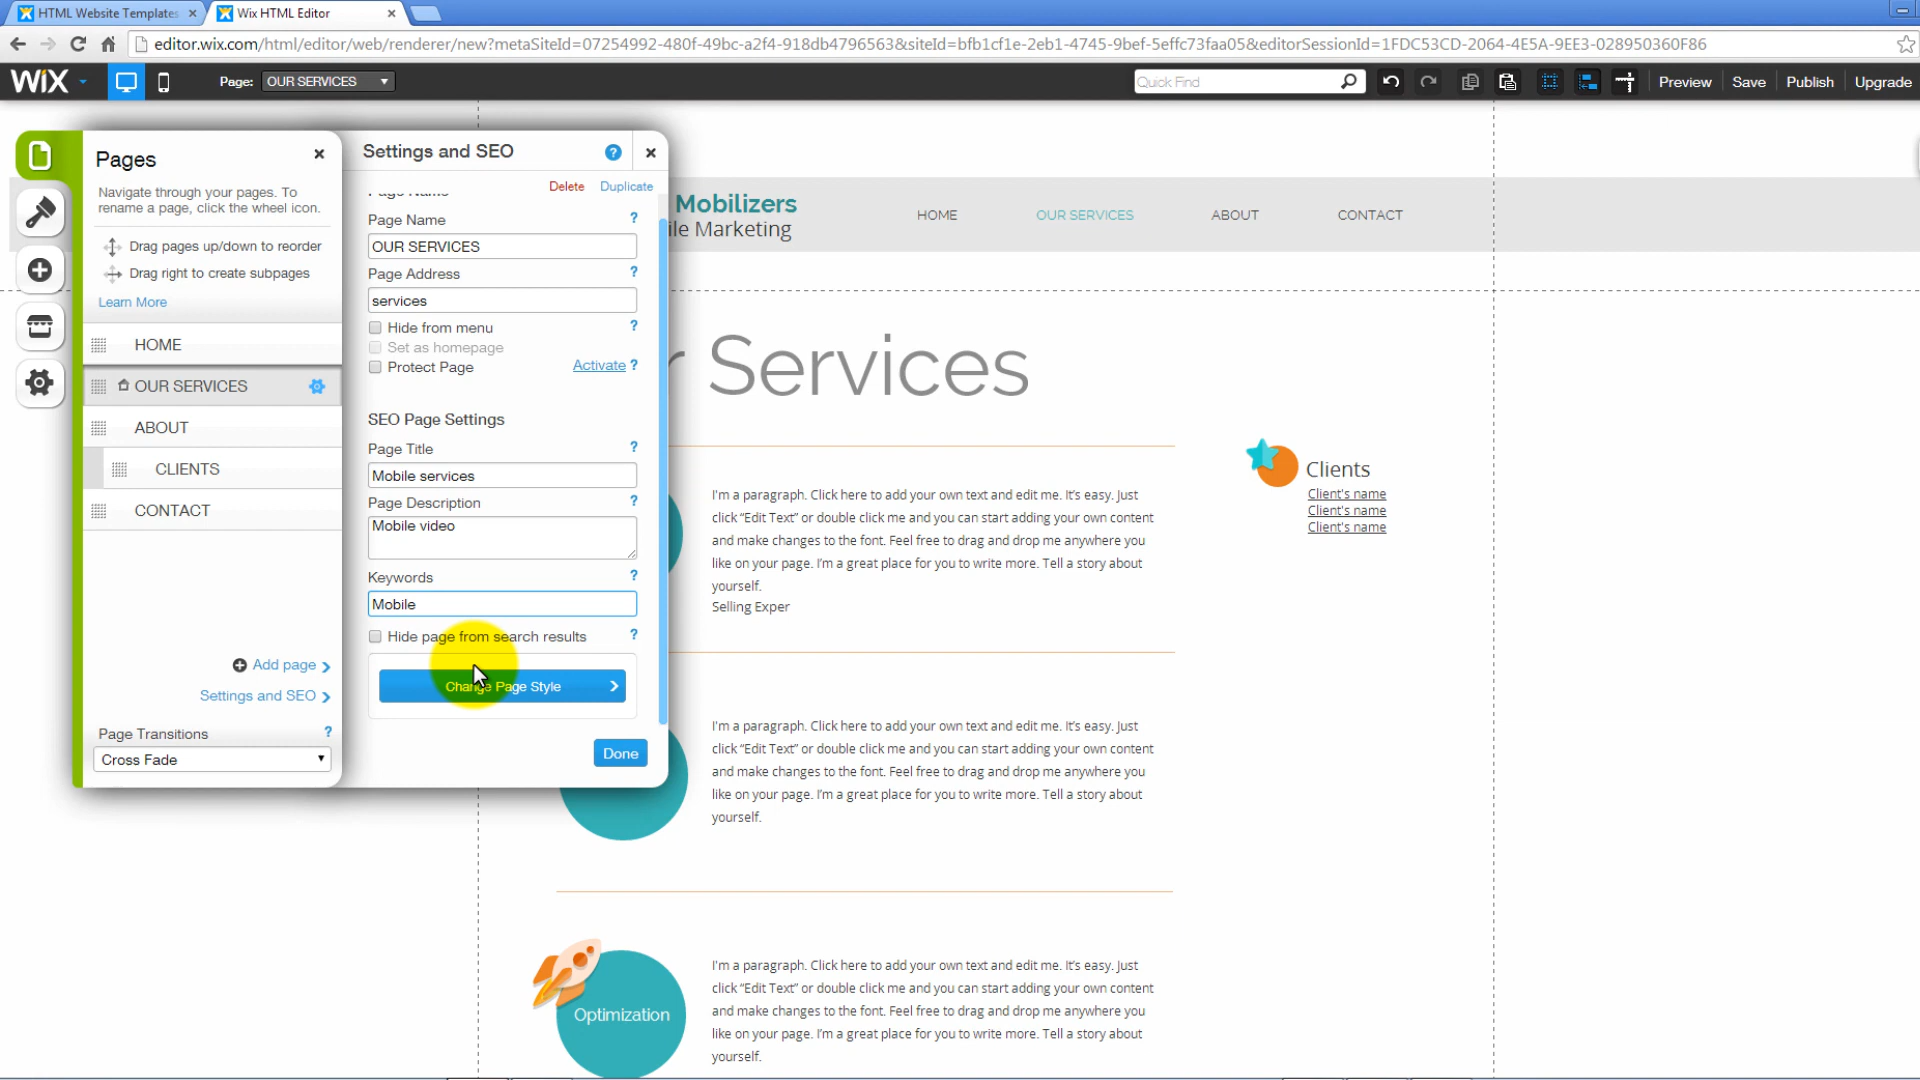 HTML Website Templates
Wix HTML Editor
editor.wix.com/html/editor/web/renderer/new?metaSiteId=07254992-480f-49bc-a2f4-918db4796563&siteId=bfb1cf1e-2eb1-4745-9bef-5effc73faa05&editorSessionId=1FDC53CD-2064-4E5A-9EE3-028950360F86
WiX
Page:
OUR SERVICES
Quick Find
Preview
Save
Publish
Upgrade
Pages
Navigate through your pages. To
rename a page, click the wheel icon.
Drag pages up/down to reorder
Drag right to create subpages
Learn More
HOME
OUR SERVICES
ABOUT
CLIENTS
CONTACT
Add page
Settings and SEO
Page Transitions
?
Cross Fade
Settings and SEO
?
Delete
Duplicate
Page Name
Page Name
?
OUR SERVICES
Page Address
?
services
Hide from menu
?
Set as homepage
Protect Page
Activate ?
SEO Page Settings
Page Title
?
Mobile services
Page Description
?
Mobile video
Keywords
?
Mobile
Hide page from search results
?
Change Page Style
Done
Mobilizers
ile Marketing
HOME
OUR SERVICES
ABOUT
CONTACT
r Services
I'm a paragraph. Click here to add your own text and edit me. It's easy. Just
click “Edit Text” or double click me and you can start adding your own content
and make changes to the font. Feel free to drag and drop me anywhere you
like on your page. I'm a great place for you to write more. Tell a story about
yourself.
Selling Exper
Clients
Client's name
Client's name
Client's name
I'm a paragraph. Click here to add your own text and edit me. It's easy. Just
click “Edit Text” or double click me and you can start adding your own content
and make changes to the font. Feel free to drag and drop me anywhere you
like on your page. I'm a great place for you to write more. Tell a story about
yourself.
Optimization
I'm a paragraph. Click here to add your own text and edit me. It's easy. Just
click “Edit Text” or double click me and you can start adding your own content
and make changes to the font. Feel free to drag and drop me anywhere you
like on your page. I'm a great place for you to write more. Tell a story about
yourself.